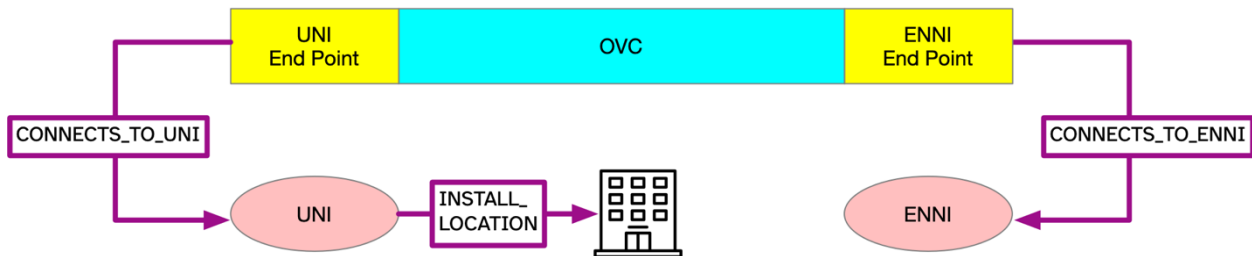 UNI
End Point
OVC
ENNI
End Point
CONNECTS_TO_UNI
CONNECTS_TO_ENNI
UNI
INSTALL_
LOCATION
ENNI